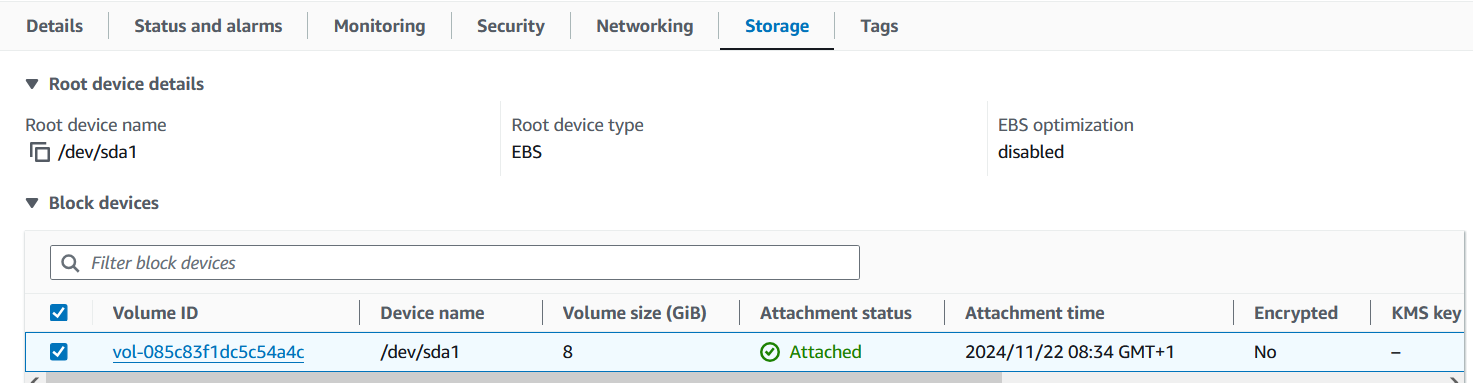 Details Status and alarms Monitoring Security Networking Storage Tags
Root device details
Root device name Root device type EBS optimization
/dev/sda1 EBS disabled
Block devices
Filter block devices
Volume ID Device name Volume size (GiB) Attachment status Attachment time Encrypted KMS key
vol-085c83f1dc5c54a4c /dev/sda1 8 Attached 2024/11/22 08:34 GMT+1 No –